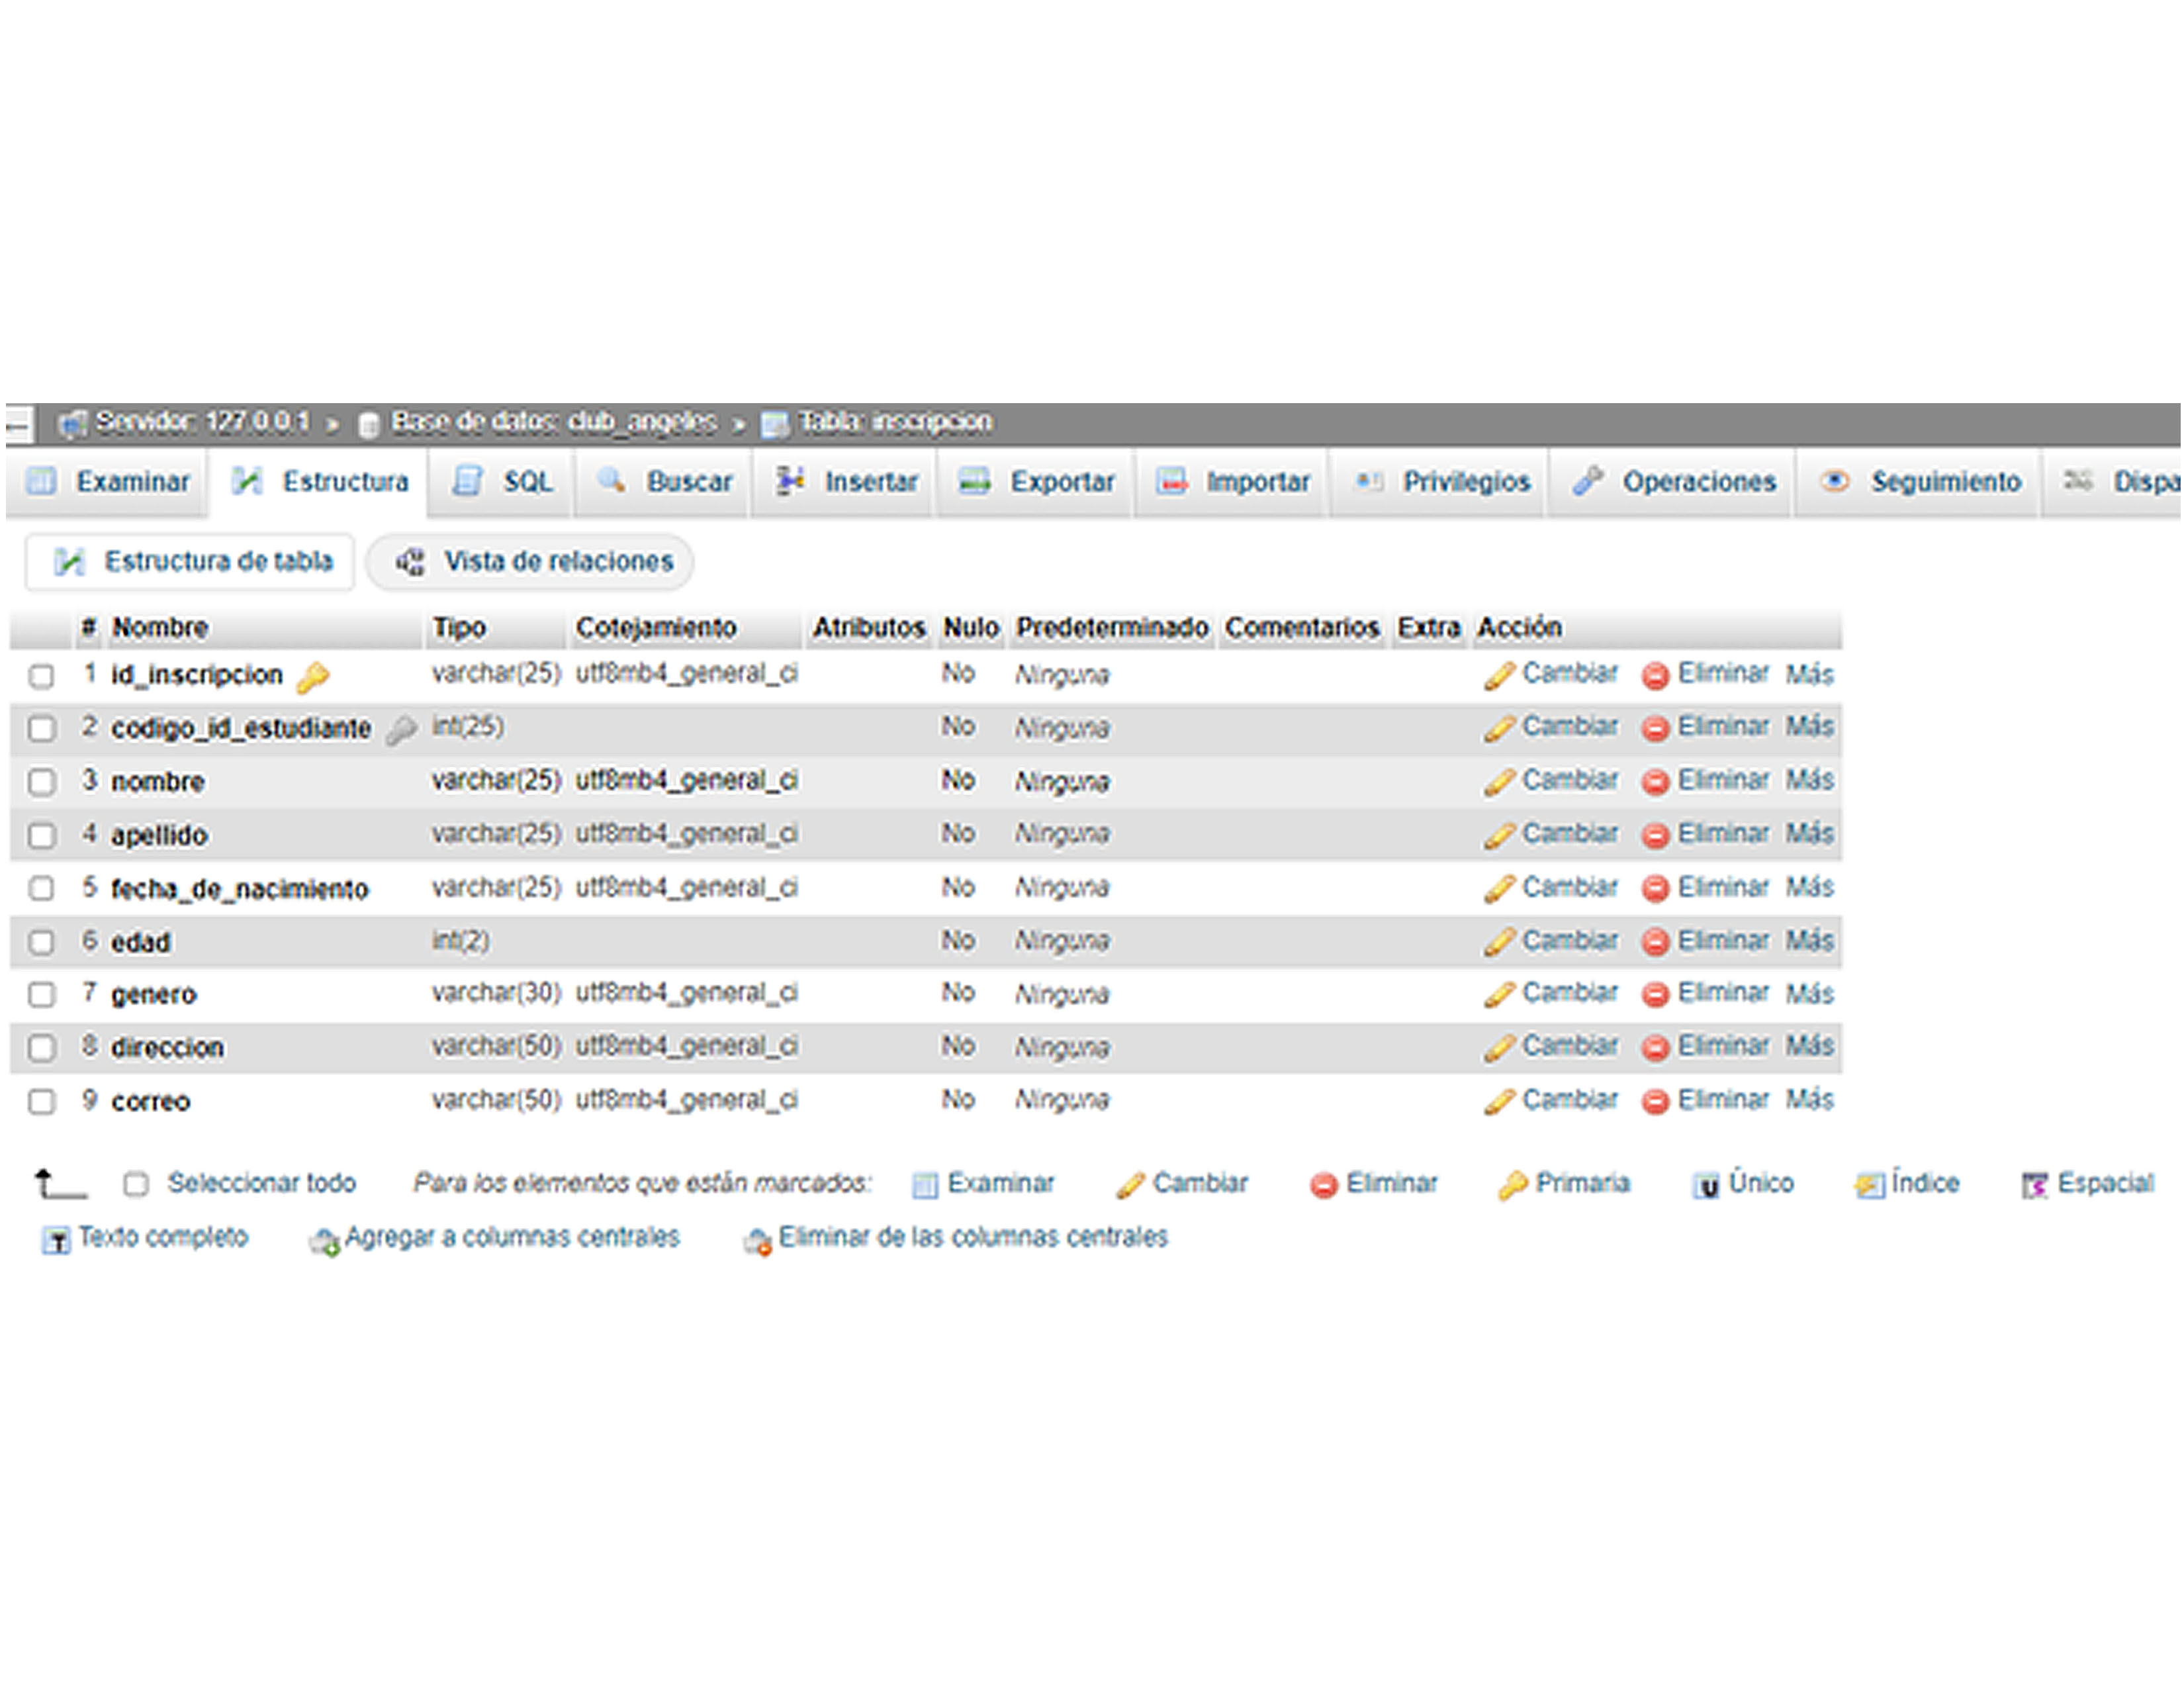 Servidor: 127.0.0.1 » Base de datos: club_angeles » Tabla: inscripcion
Examinar Estructura SQL Buscar Insertar Exportar Importar Privilegios Operaciones Seguimiento Dispa
Estructura de tabla Vista de relaciones
# Nombre Tipo Cotejamiento Atributos Nulo Predeterminado Comentarios Extra Acción
1 id_inscripcion varchar(25) utf8mb4_general_ci No Ninguna Cambiar Eliminar Más
2 codigo_id_estudiante int(25) No Ninguna Cambiar Eliminar Más
3 nombre varchar(25) utf8mb4_general_ci No Ninguna Cambiar Eliminar Más
4 apellido varchar(25) utf8mb4_general_ci No Ninguna Cambiar Eliminar Más
5 fecha_de_nacimiento varchar(25) utf8mb4_general_ci No Ninguna Cambiar Eliminar Más
6 edad int(2) No Ninguna Cambiar Eliminar Más
7 genero varchar(30) utf8mb4_general_ci No Ninguna Cambiar Eliminar Más
8 direccion varchar(50) utf8mb4_general_ci No Ninguna Cambiar Eliminar Más
9 correo varchar(50) utf8mb4_general_ci No Ninguna Cambiar Eliminar Más
Seleccionar todo Para los elementos que están marcados: Examinar Cambiar Eliminar Primaria Único Índice Espacial
Texto completo Agregar a columnas centrales Eliminar de las columnas centrales